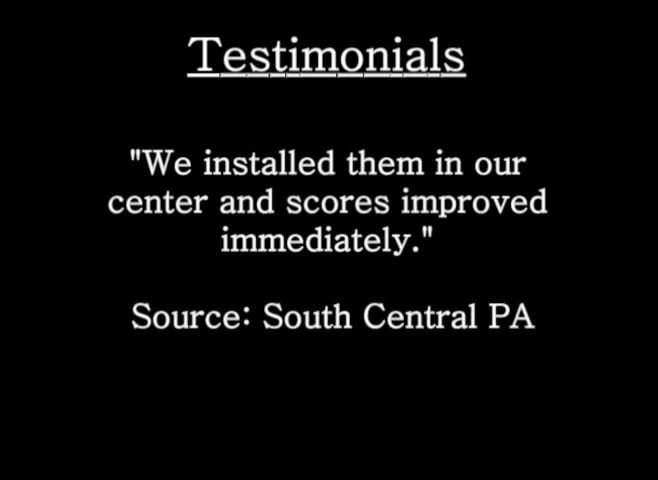 Testimonials
"We installed them in our
center and scores improved
immediately."
Source: South Central PA